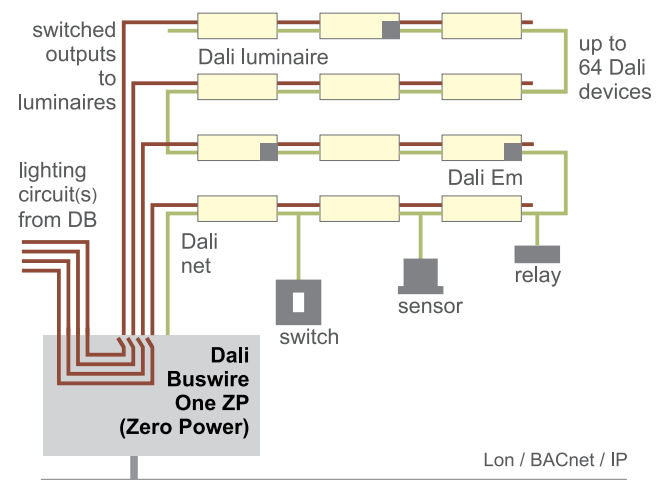 switched
outputs
to
luminaires
Dali luminaire
up to
64 Dali
devices
lighting
circuit(s)
from DB
Dali Em
Dali
net
relay
sensor
switch
Dali
Buswire
One ZP
(Zero Power)
Lon / BACnet / IP